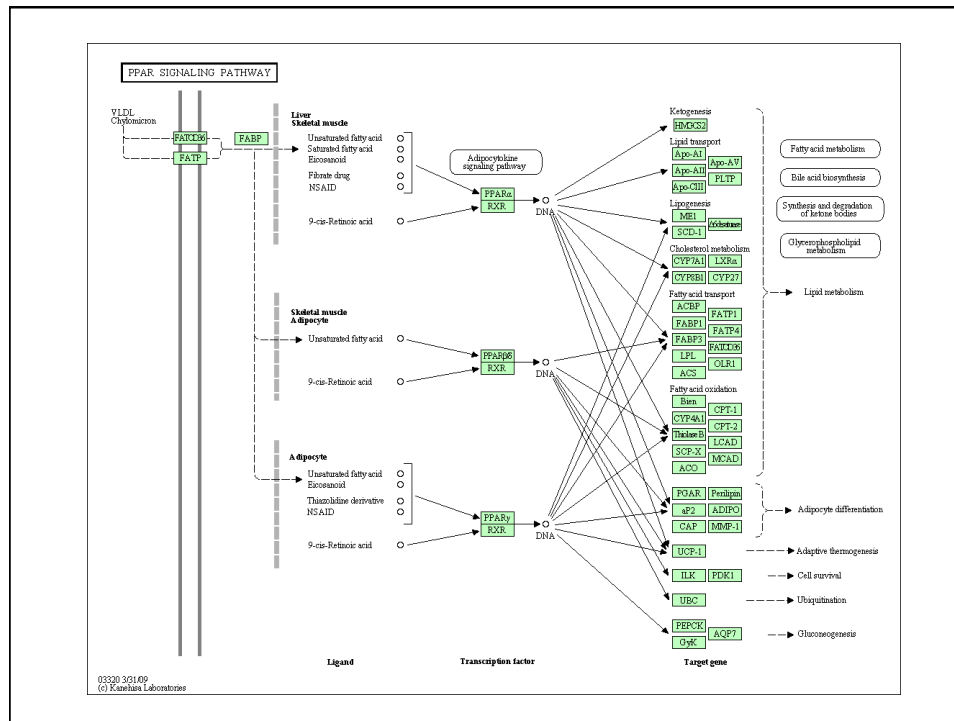 PPAR SIGNALING PATHWAY
VLDL
Chylomicron
FAT/CD36
FATP
FABP
Liver
Skeletal muscle
Unsaturated fatty acid
Saturated fatty acid
Eicosanoid
Fibrate drug
NSAID
9-cis-Retinoic acid
Adipocytokine
signaling pathway
PPARα
RXR
DNA
Skeletal muscle
Adipocyte
Unsaturated fatty acid
9-cis-Retinoic acid
PPARβ/δ
RXR
DNA
Adipocyte
Unsaturated fatty acid
Eicosanoid
Thiazolidine derivative
NSAID
9-cis-Retinoic acid
PPARγ
RXR
DNA
Ketogenesis
HMGCS2
Lipid transport
Apo-AI
Apo-AII
Apo-CIII
Apo-AV
PLTP
Lipogenesis
ME1
SCD-1
Δ6desaturase
Cholesterol metabolism
CYP7A1 LXRα
CYP8B1 CYP27
Fatty acid transport
ACBP
FABP1
FABP3
LPL
ACS
FATP1
FATP4
FAT/CD36
OLR1
Fatty acid oxidation
Bien
CYP4A1
Thiolase B
SCP-X
ACO
CPT-1
CPT-2
LCAD
MCAD
PGAR Perilipin
aP2 ADIPO
CAP MMP-1
UCP-1
ILK PDK1
UBC
PEPCK
GyK
AQP7
Fatty acid metabolism
Bile acid biosynthesis
Synthesis and degradation
of ketone bodies
Glycerophospholipid
metabolism
Lipid metabolism
Adipocyte differentiation
Adaptive thermogenesis
Cell survival
Ubiquitination
Gluconeogenesis
Ligand
Transcription factor
Target gene
03320 3/31/09
(c) Kanehisa Laboratories